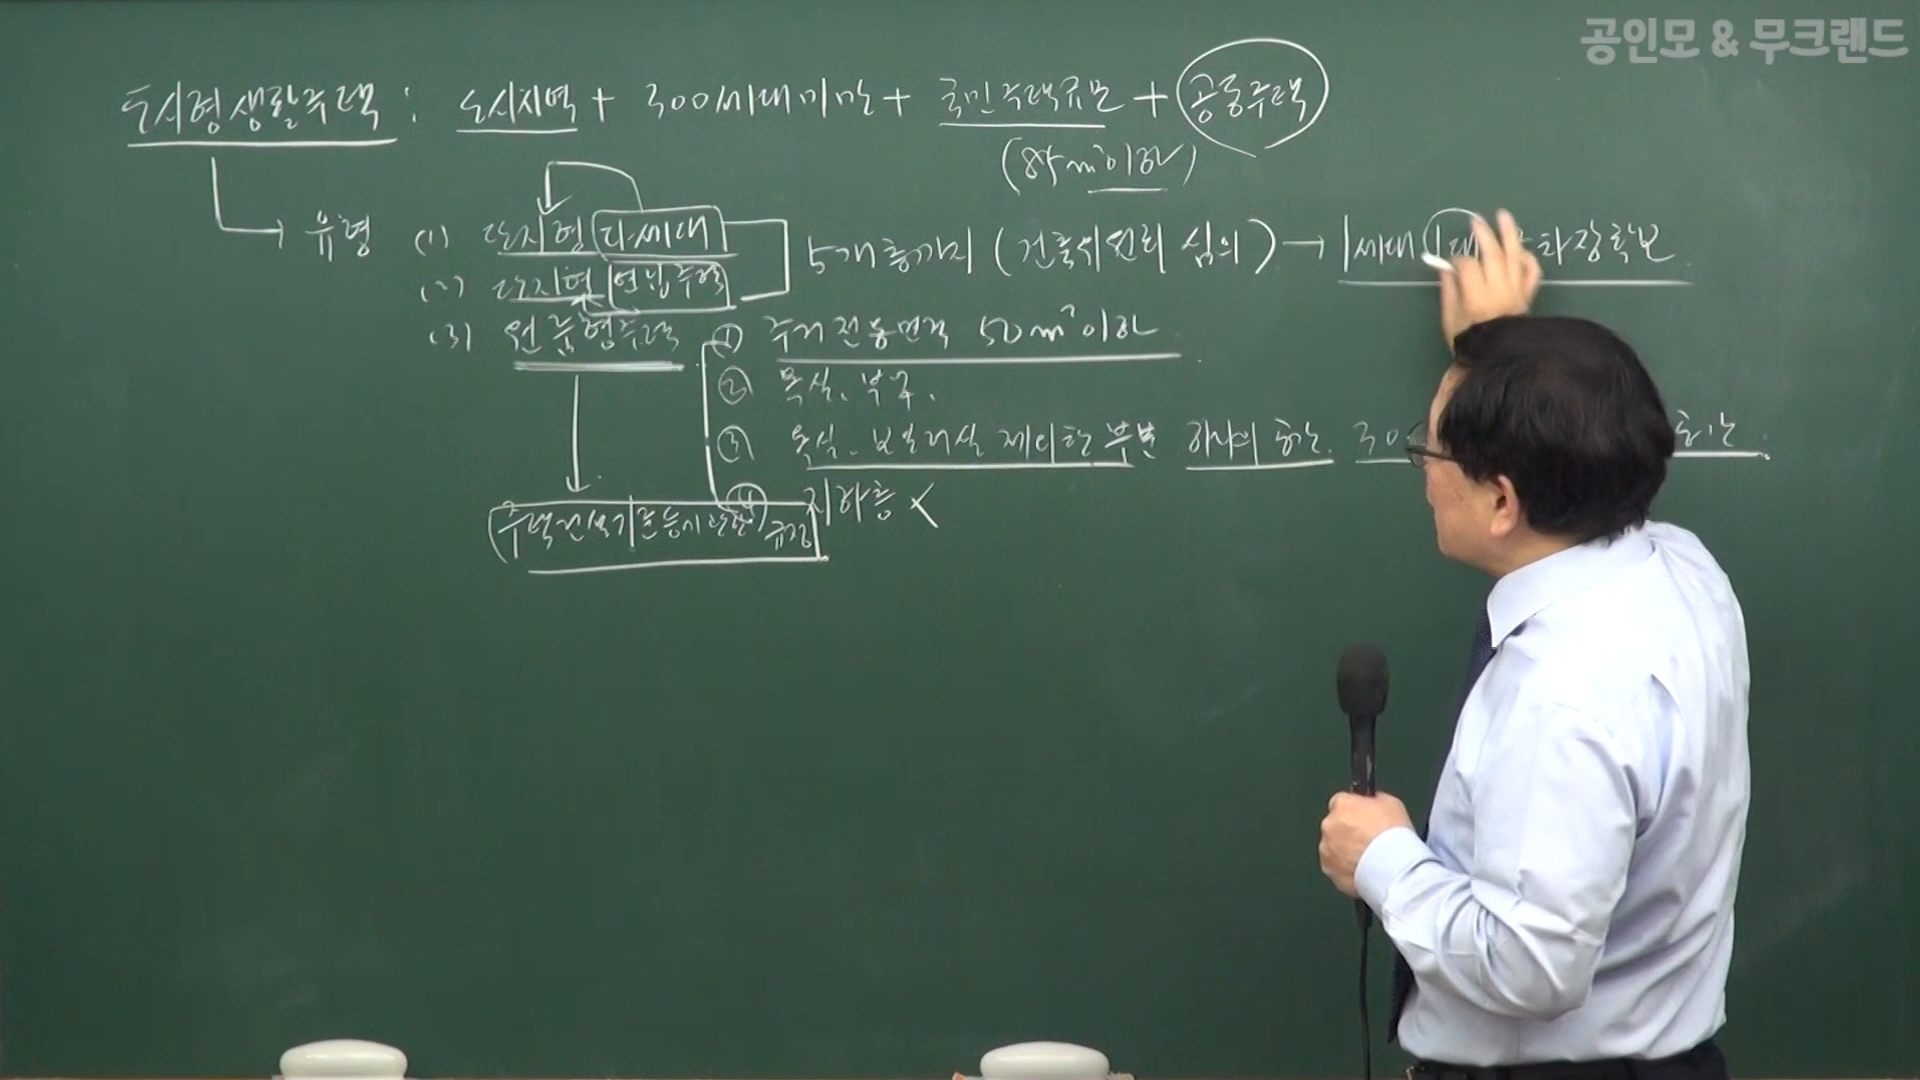 공인모 & 무크랜드
도시형생활주택 : 도시지역 + 300세대미만 + 국민주택규모 + 공동주택
(85m²이하)
유형 (1) 단지형 다세대
(2) 단지형 연립주택
5개층까지 (건축위원회 심의) → 1세대 1대 주차장확보
(3) 원룸형주택 ① 주거전용면적 50m²이하
② 욕실, 부엌.
③ 욕실, 보일러실 제외한 부분 하나의 공간. 30 공간.
④ 지하층 X
주택건설기준등에관한 규정